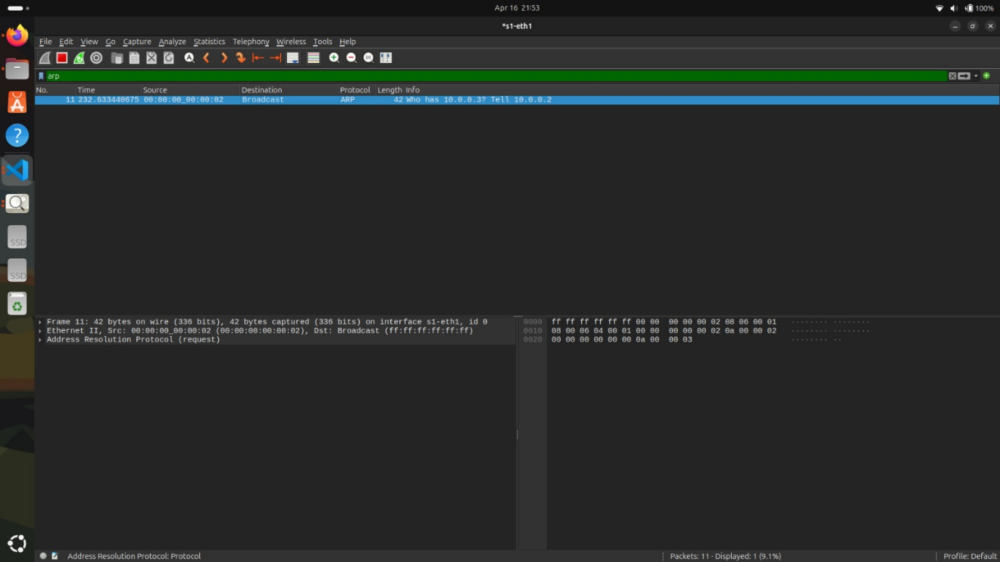 Apr 16 21:53
100%
*s1-eth1
File Edit View Go Capture Analyze Statistics Telephony Wireless Tools Help
arp
No. Time Source Destination Protocol Length Info
11 232.633440675 00:00:00_00:00:02 Broadcast ARP 42 Who has 10.0.0.3? Tell 10.0.0.2
SSD
SSD
Frame 11: 42 bytes on wire (336 bits), 42 bytes captured (336 bits) on interface s1-eth1, id 0
Ethernet II, Src: 00:00:00_00:00:02 (00:00:00:00:00:02), Dst: Broadcast (ff:ff:ff:ff:ff:ff)
Address Resolution Protocol (request)
0000 ff ff ff ff ff ff 00 00 00 00 00 02 08 06 00 01 ········ ········
0010 08 00 06 04 00 01 00 00 00 00 00 02 0a 00 00 02 ········ ········
0020 00 00 00 00 00 00 0a 00 00 03 ········ ··
Address Resolution Protocol: Protocol
Packets: 11 · Displayed: 1 (9.1%)
Profile: Default